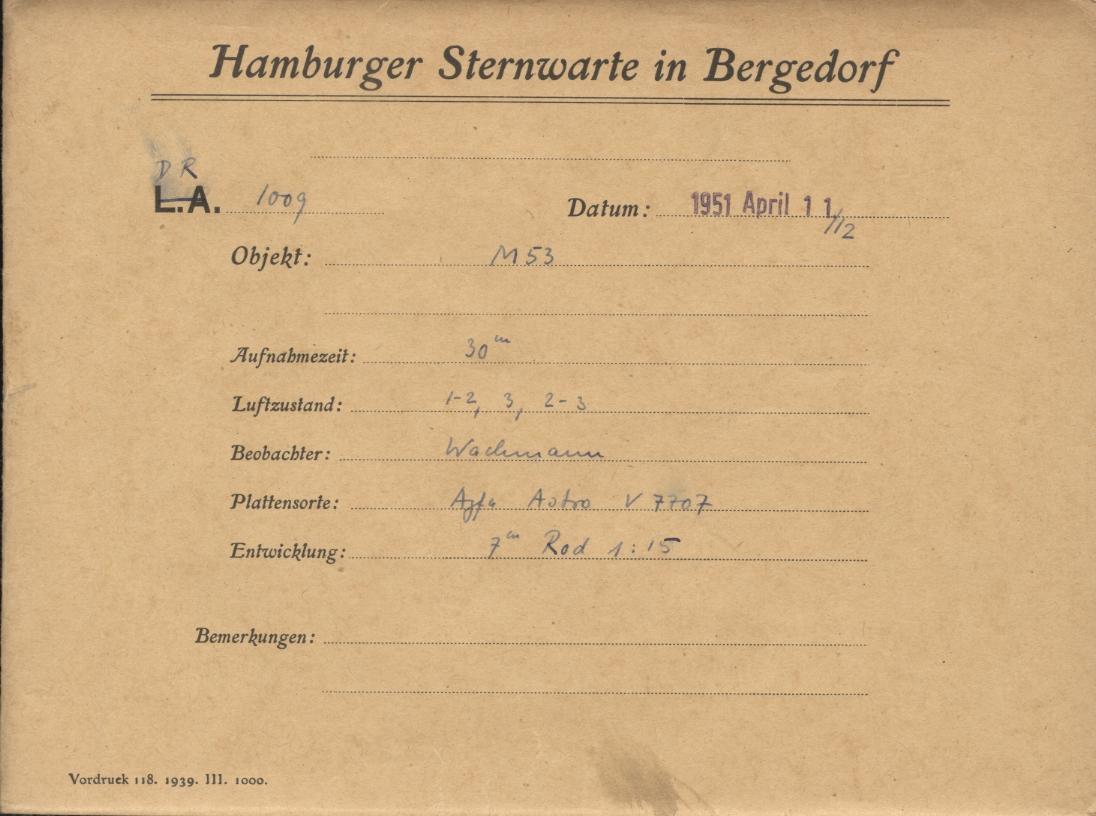 Hamburger Sternwarte in Bergedorf
DR
L.A. 1009 Datum: 1951 April 11/12
Objekt: M53
Aufnahmezeit: 30ᵐ
Luftzustand: 1-2, 3, 2-3
Beobachter: Wachmann
Plattensorte: Agfa Astro V 7707
Entwicklung: 7ᵐ Rod 1:15
Bemerkungen:
Vordruck 118. 1939. III. 1000.